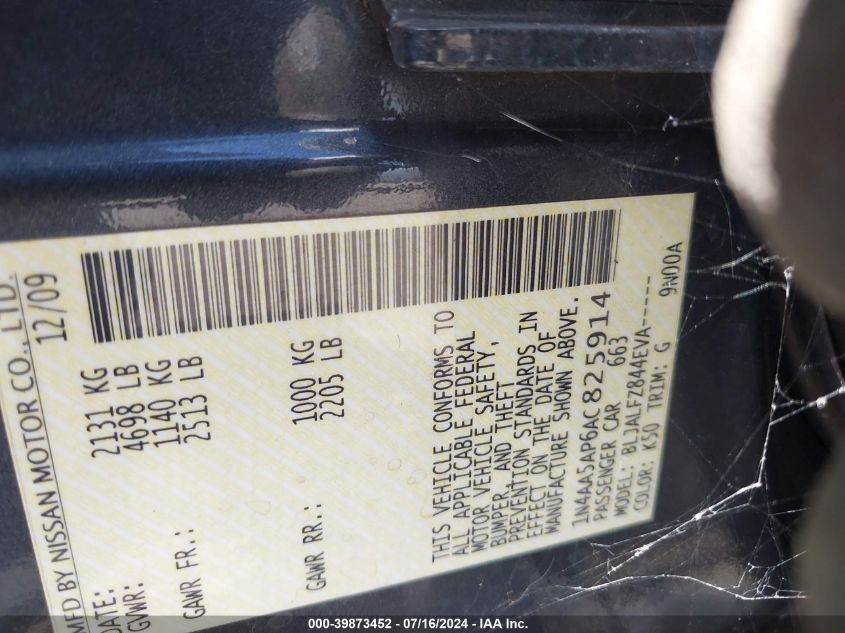 MFD BY NISSAN MOTOR CO., LTD.
DATE: 12/09
GVWR: 2131 KG
4698 LB
GAWR FR.: 1140 KG
2513 LB
GAWR RR.: 1000 KG
2205 LB
THIS VEHICLE CONFORMS TO
ALL APPLICABLE FEDERAL
MOTOR VEHICLE SAFETY,
BUMPER, AND THEFT
PREVENTION STANDARDS IN
EFFECT ON THE DATE OF
MANUFACTURE SHOWN ABOVE.
1N4AA5AP6AC825914
PASSENGER CAR 663
MODEL: BLJALFZ844EVA-----
COLOR: K50 TRIM: G 9N00A
000-39873452 - 07/16/2024 - IAA Inc.